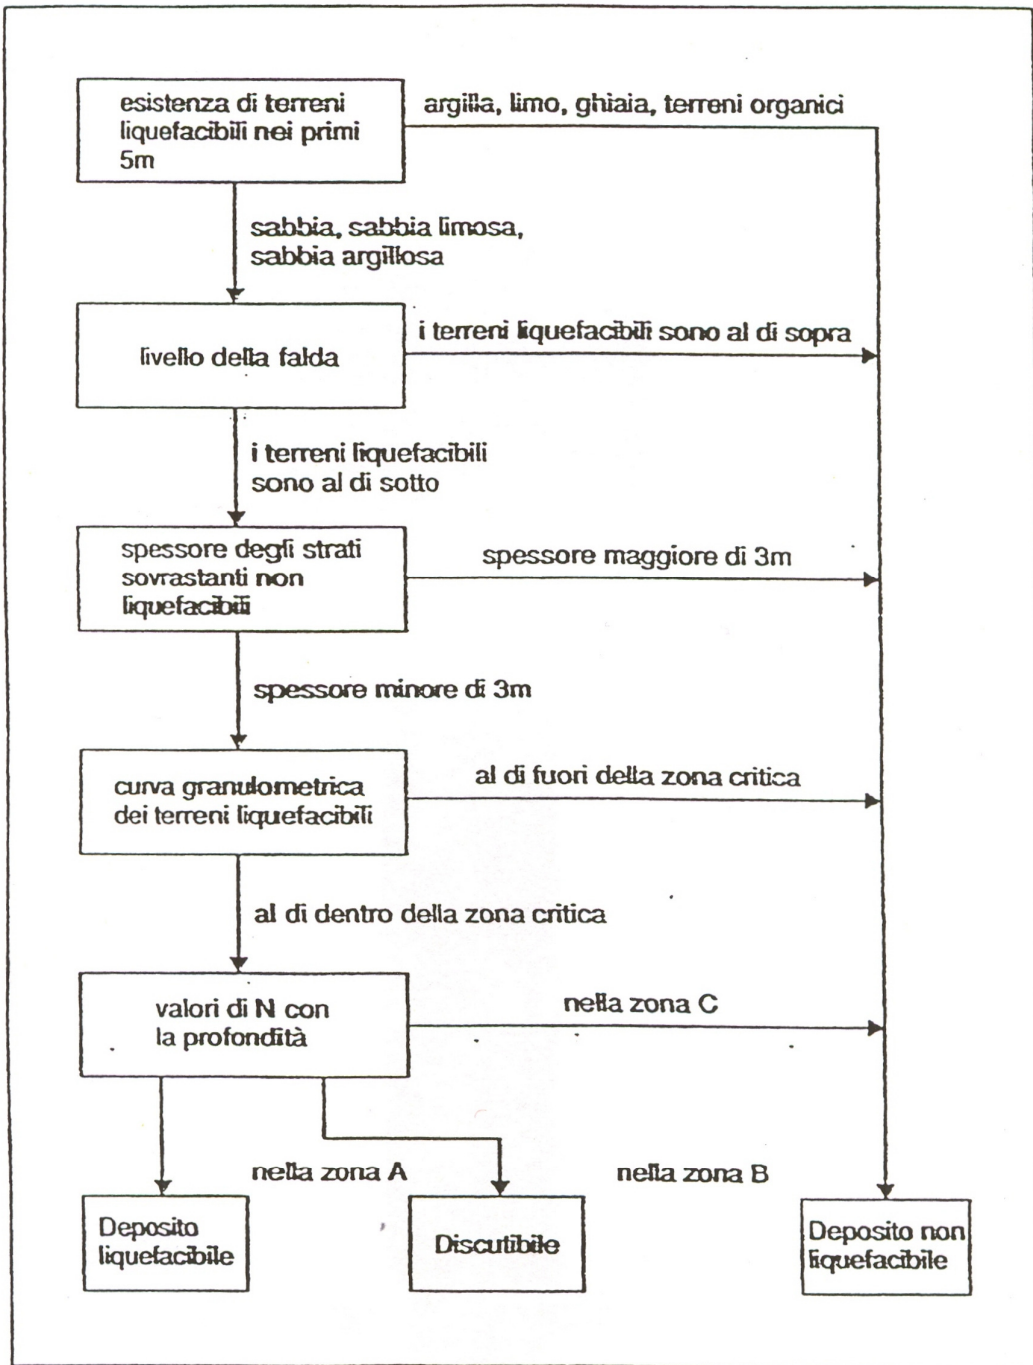 esistenza di terreni
liquefacibili nei primi
5m
argilla, limo, ghiaia, terreni organici
sabbia, sabbia limosa,
sabbia argillosa
livello della falda
i terreni liquefacibili sono al di sopra
i terreni liquefacibili
sono al di sotto
spessore degli strati
sovrastanti non
liquefacibili
spessore maggiore di 3m
spessore minore di 3m
curva granulometrica
dei terreni liquefacibili
al di fuori della zona critica
al di dentro della zona critica
valori di N con
la profondità
nella zona C
nella zona A
nella zona B
Deposito
liquefacibile
Discutibile
Deposito non
liquefacibile